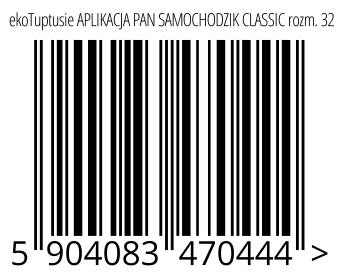 ekoTuptusie APLIKACJA PAN SAMOCHODZIK CLASSIC rozm. 32
5 904083 470444 >